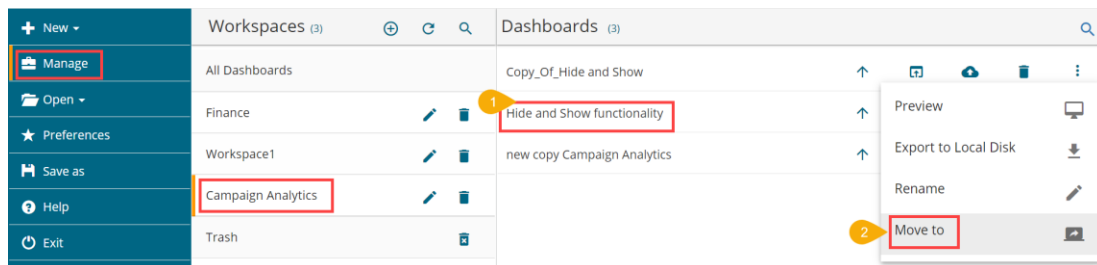 New
Manage
Open
Preferences
Save as
Help
Exit
Workspaces (3)
All Dashboards
Finance
Workspace1
Campaign Analytics
Trash
Dashboards (3)
Copy_Of_Hide and Show
1
Hide and Show functionality
new copy Campaign Analytics
Preview
Export to Local Disk
Rename
2
Move to